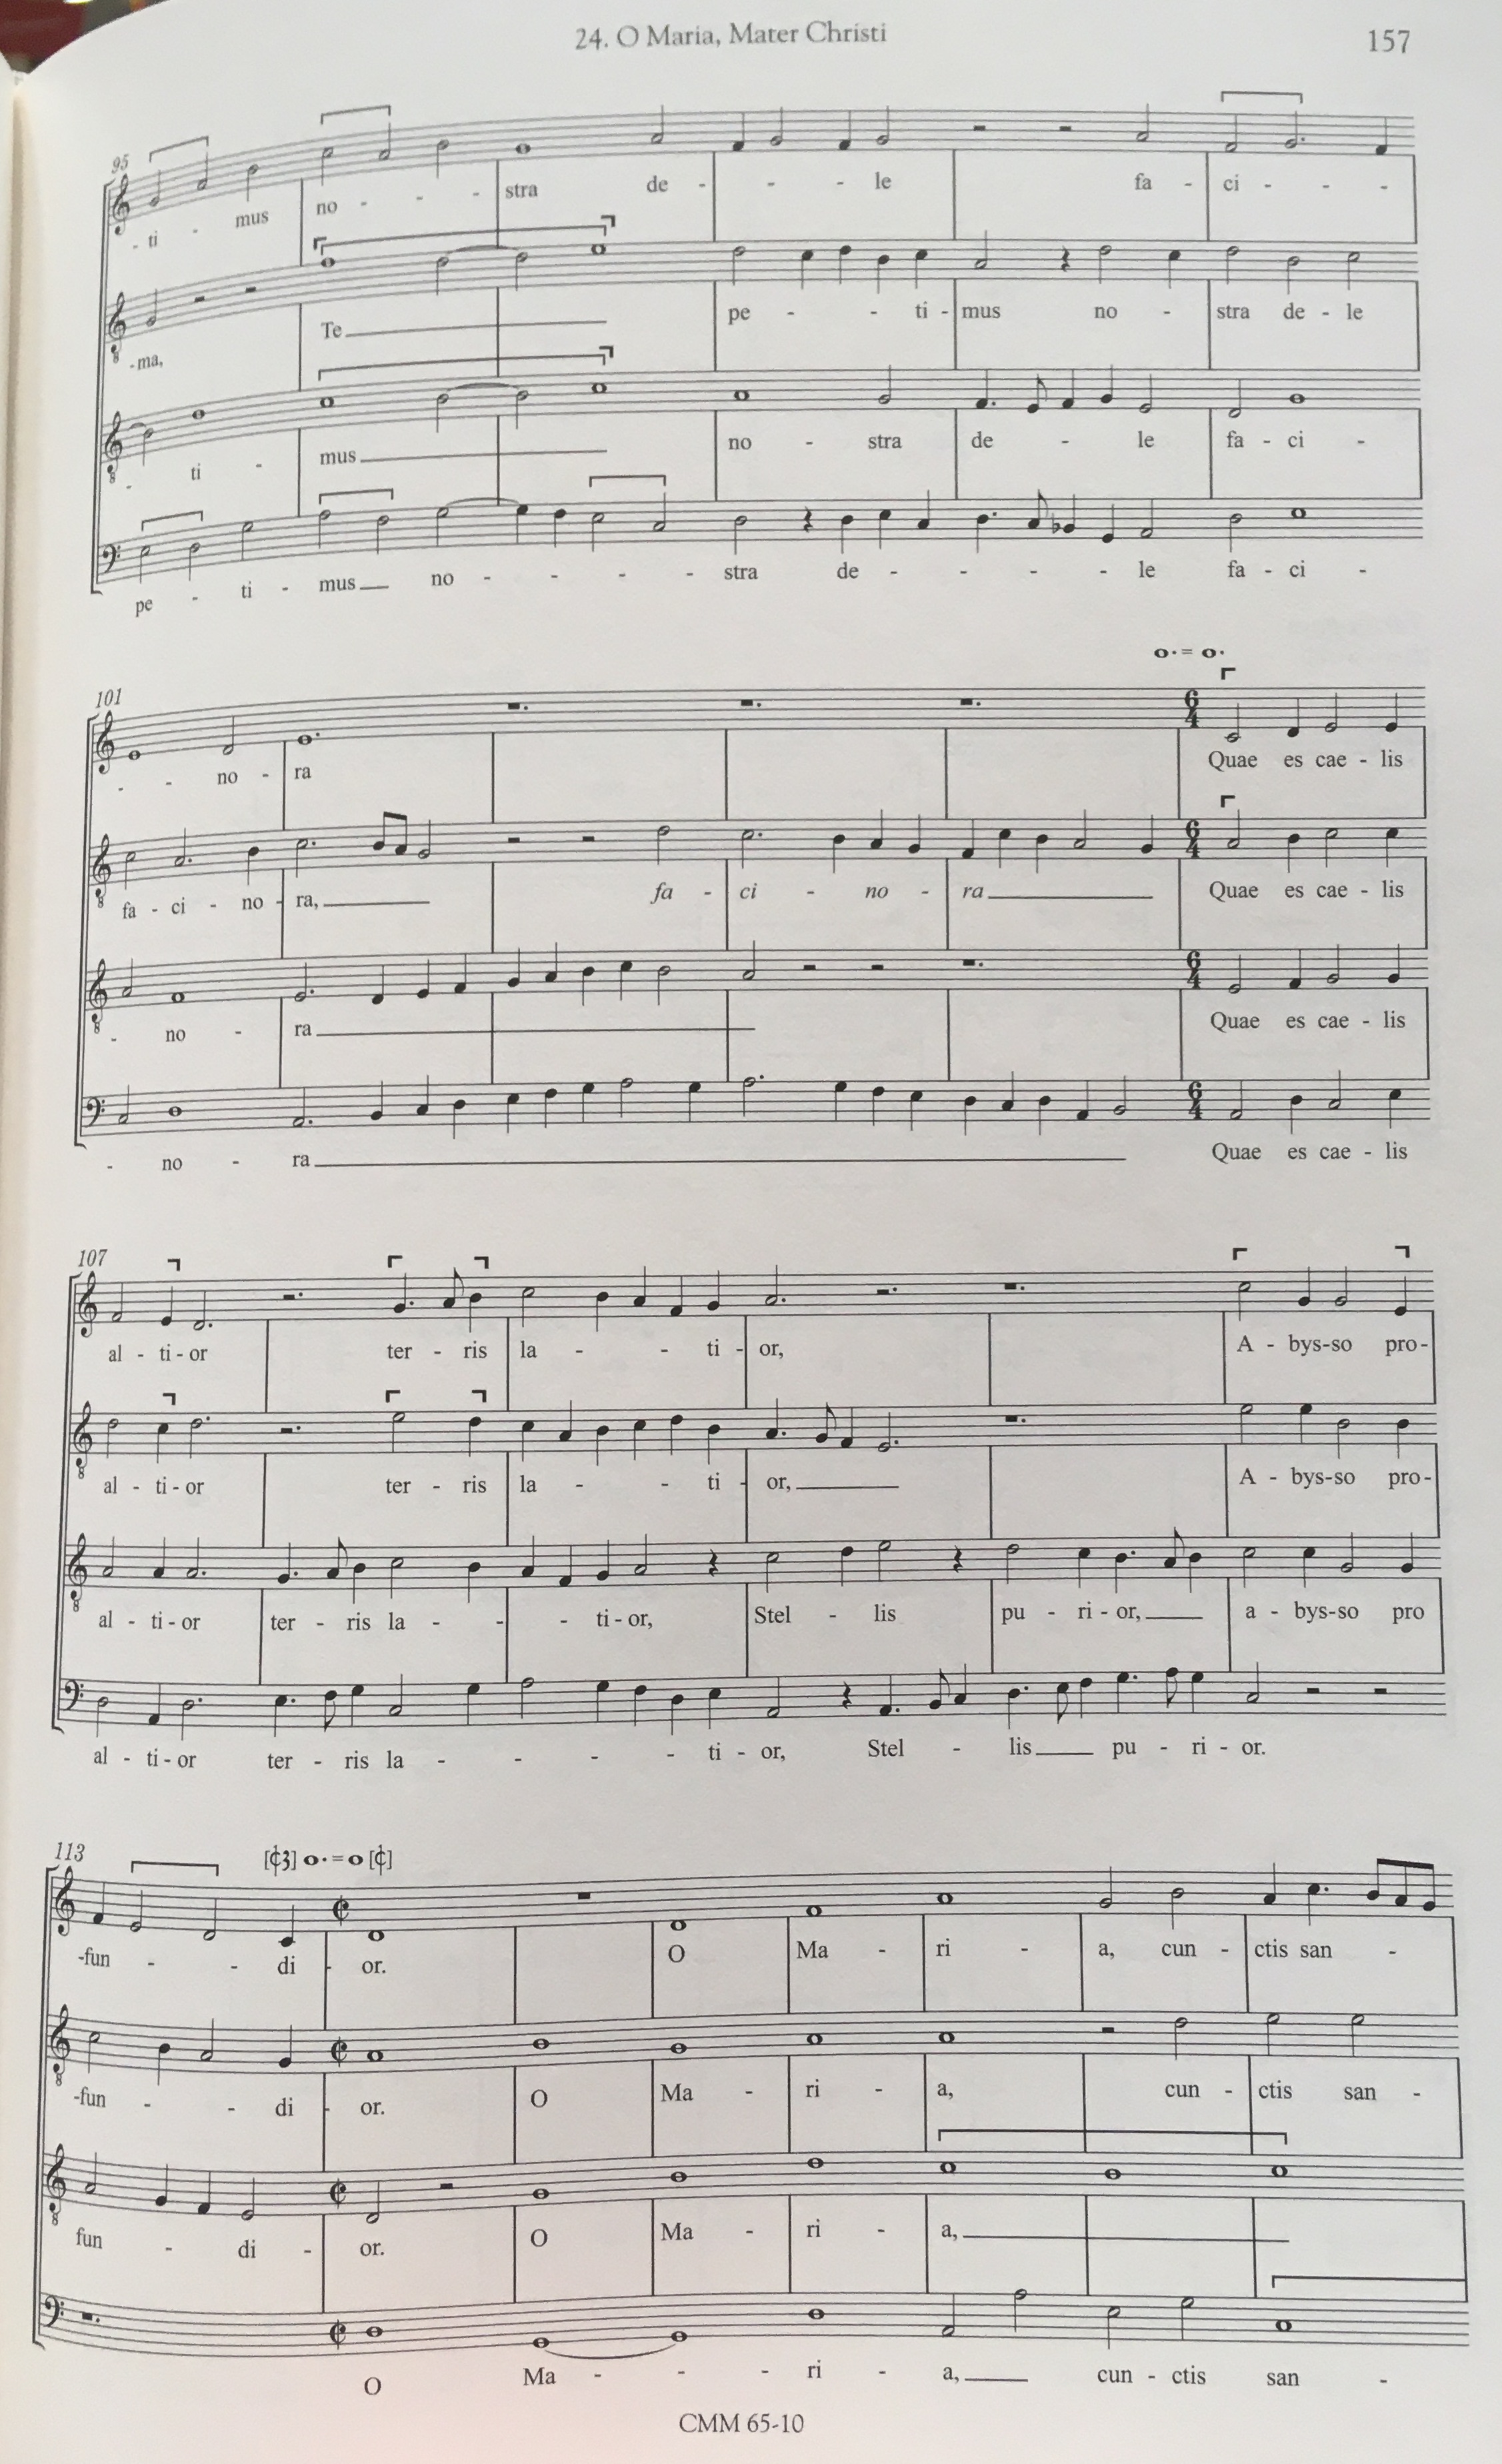 24. O Maria, Mater Christi 157
95
- ti - mus no - - - stra de - - - le fa - ci - - -
-ma, Te pe - - ti - mus no - stra de - le
- ti - mus no - stra de - le fa - ci -
pe - ti - mus no - - - - stra de - - - - le fa - ci -
o· = o·
101
- - no - ra 6 4 Quae es cae - lis
8 fa - ci - no - ra, fa - ci - no - ra 6 4 Quae es cae - lis
8 - no - ra 6 4 Quae es cae - lis
- no - ra 6 4 Quae es cae - lis
107
al - ti - or ter - ris la - - ti - or, A - bys-so pro-
8 al - ti - or ter - ris la - - ti - or, A - bys-so pro-
8 al - ti - or ter - ris la - - - ti - or, Stel - lis pu - ri - or, a - bys-so pro
al - ti - or ter - ris la - - - - ti - or, Stel - lis pu - ri - or.
113 [¢3] o· = o [¢]
-fun - - di - or. O Ma - ri - a, cun - ctis san -
8 -fun - - di - or. O Ma - ri - a, cun - ctis san -
8 fun - di - or. O Ma - ri - a,
O Ma - - - ri - a, cun - ctis san -
CMM 65-10